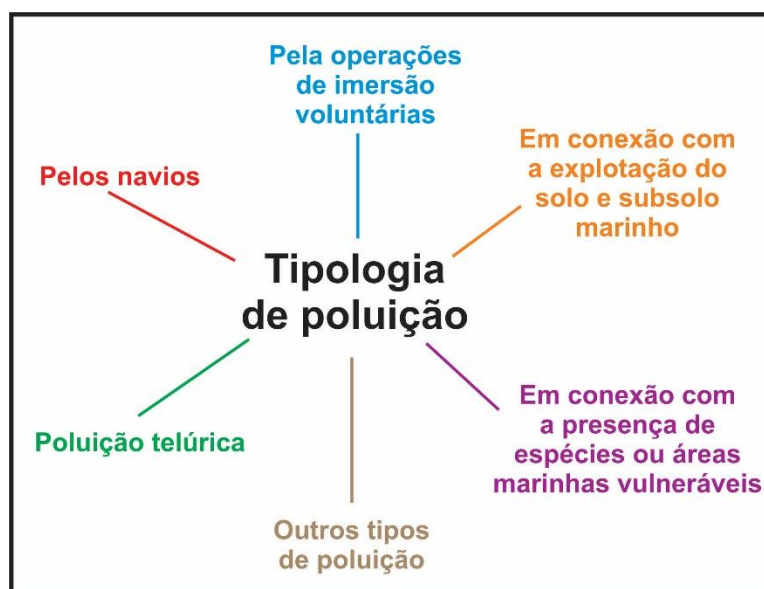 Pela operações
de imersão
voluntárias
Em conexão com
a explotação do
solo e subsolo
marinho
Pelos navios
Tipologia
de poluição
Em conexão com
a presença de
espécies ou áreas
marinhas vulneráveis
Poluição telúrica
Outros tipos
de poluição